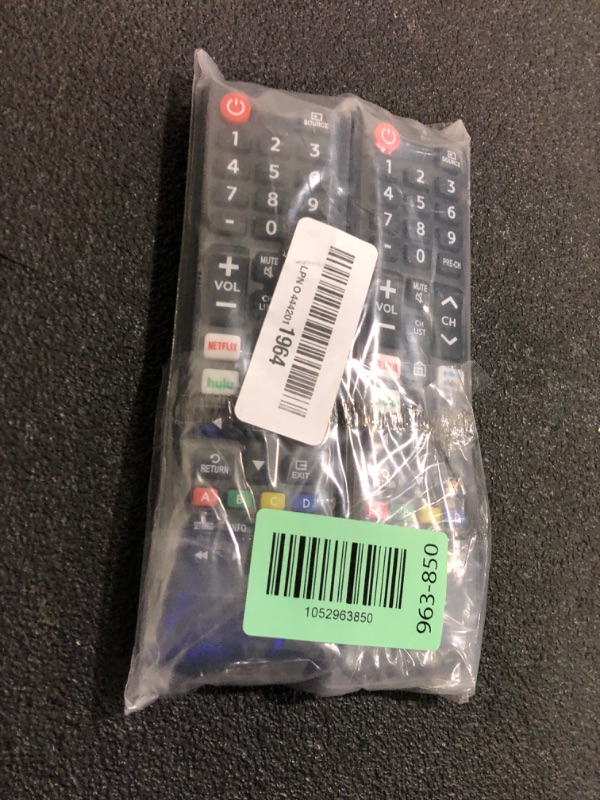 SOURCE
1 2 3
4 5 6
7 8 9
- 0
+ MUTE
VOL
- CH LIST
NETFLIX
hulu
RETURN EXIT
A B C D
INFO
SOURCE
1 2 3
4 5 6
7 8 9
- 0 PRE-CH
+ MUTE
VOL CH
- CH LIST
LPN O 444201 1964
1052963850
963-850